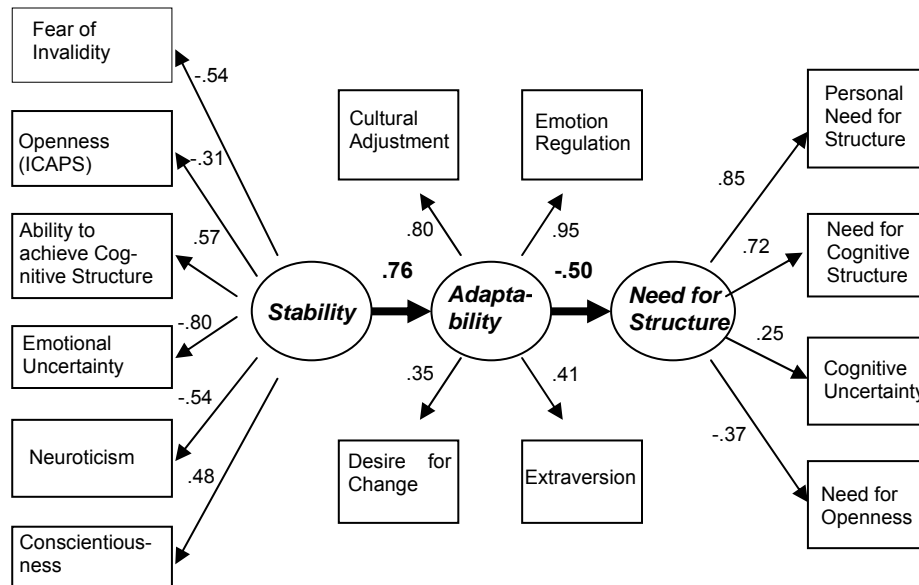 Fear of
Invalidity
-.54
Openness
(ICAPS)
-.31
Ability to
achieve Cog-
nitive Structure
.57
Emotional
Uncertainty
-.80
Neuroticism
-.54
Conscientious-
ness
.48
Stability
.76
Cultural
Adjustment
.80
Emotion
Regulation
.95
Adapta-
bility
-.50
.35
Desire for
Change
.41
Extraversion
Need for
Structure
.85
Personal
Need for
Structure
.72
Need for
Cognitive
Structure
.25
Cognitive
Uncertainty
-.37
Need for
Openness